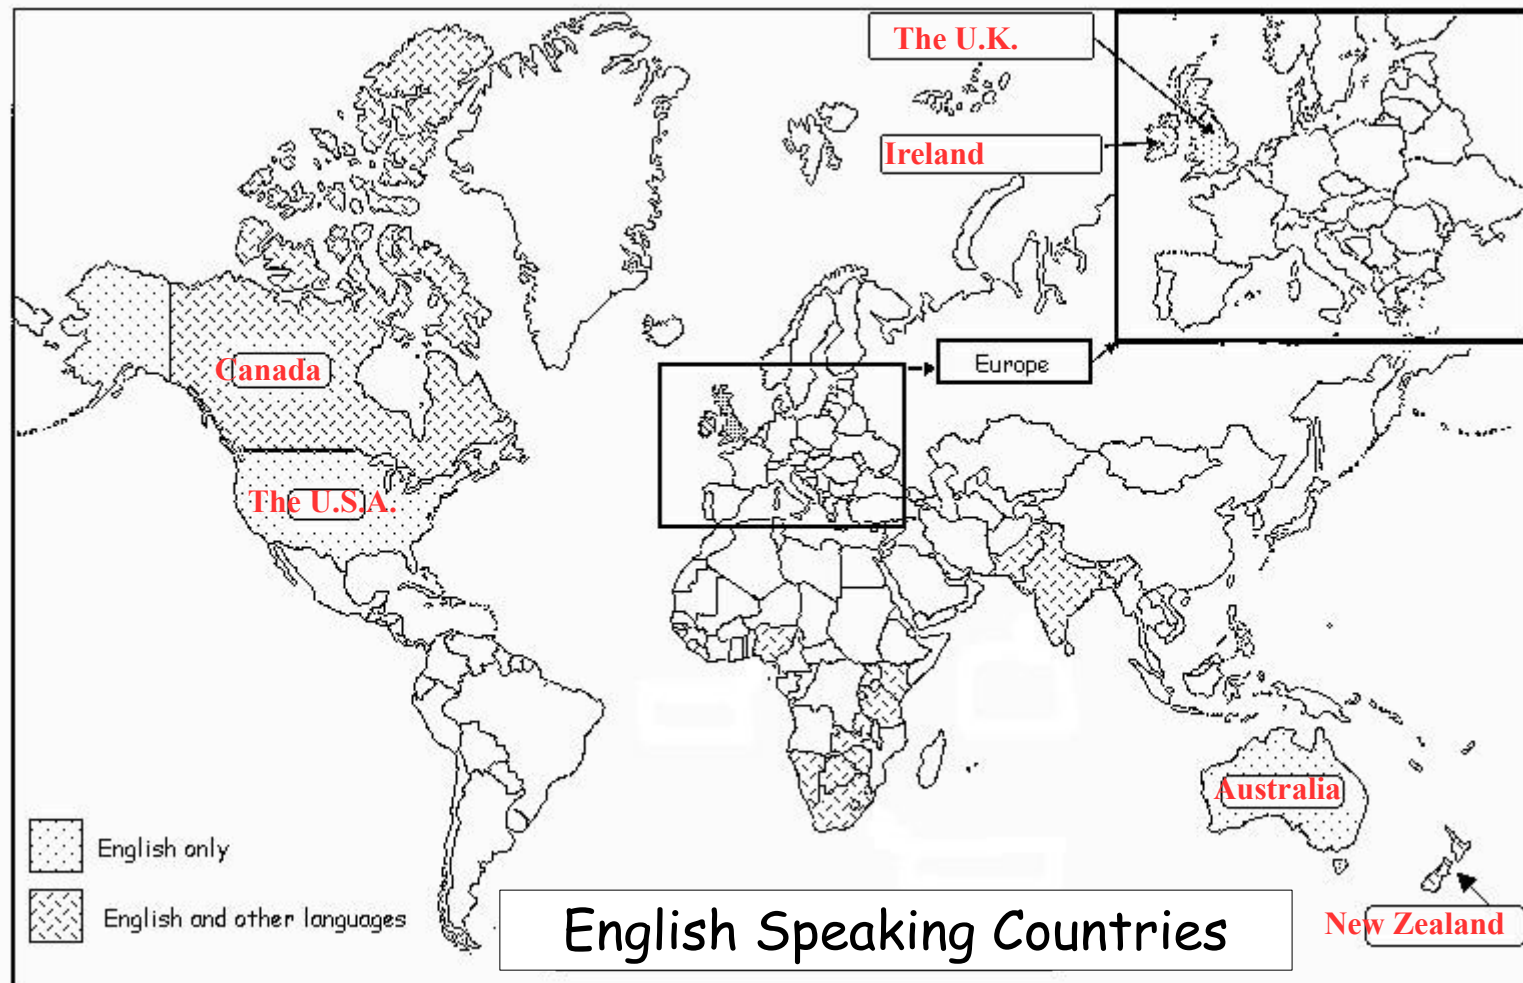 The U.K.
Ireland
Canada
Europe
The U.S.A.
Australia
English only
English and other languages
English Speaking Countries
New Zealand